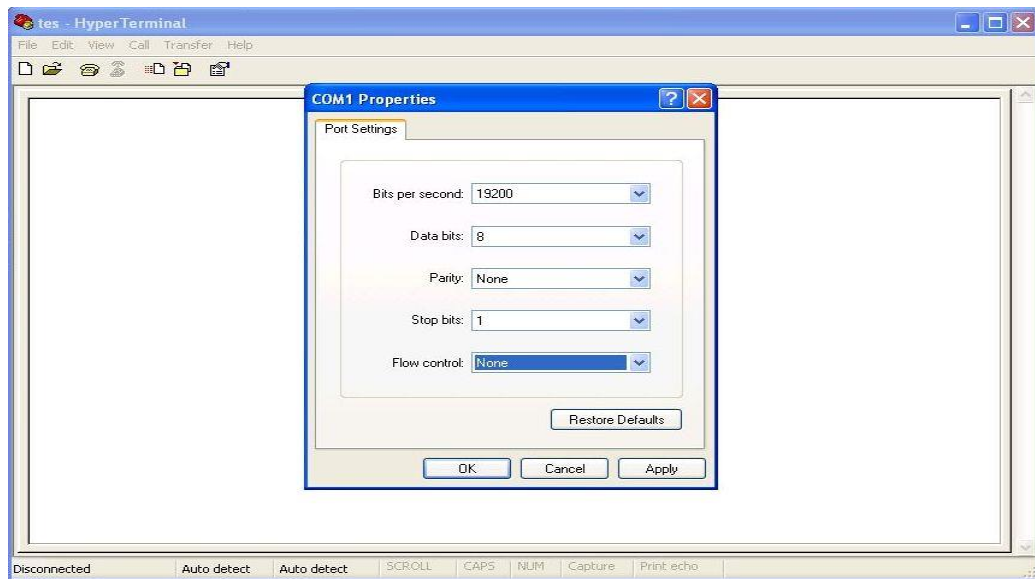 tes - HyperTerminal
File Edit View Call Transfer Help
COM1 Properties
Port Settings
Bits per second: 19200
Data bits: 8
Parity: None
Stop bits: 1
Flow control: None
Restore Defaults
OK Cancel Apply
Disconnected Auto detect Auto detect SCROLL CAPS NUM Capture Print echo